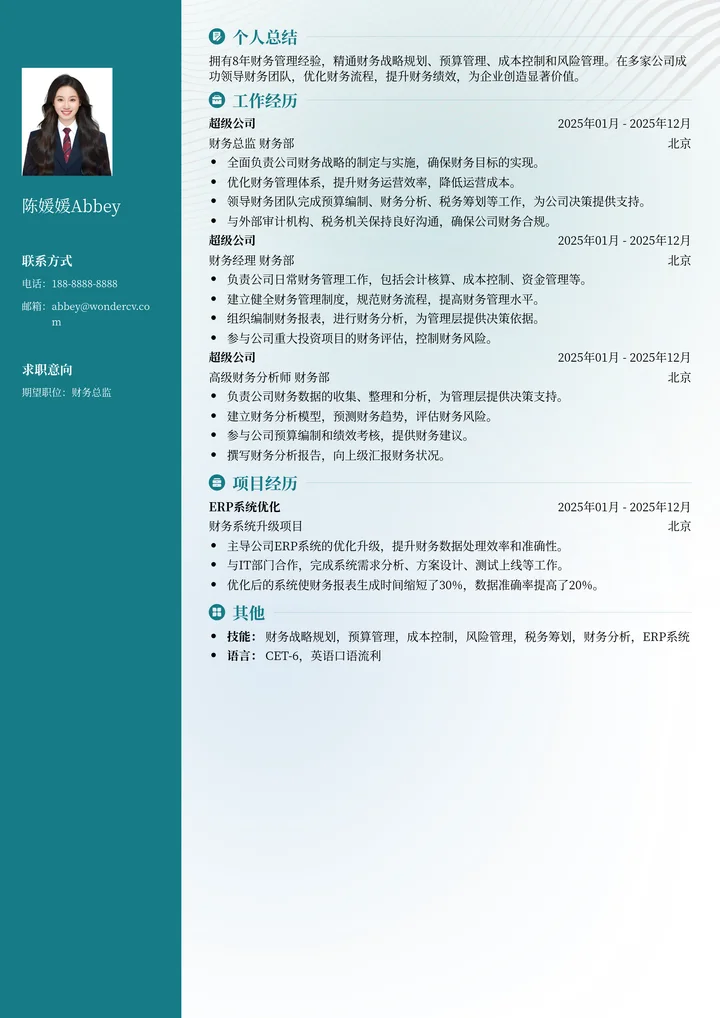 陈媛媛Abbey
联系方式
电话：188-8888-8888
邮箱：abbey@wondercv.co
m
求职意向
期望职位：财务总监
个人总结
拥有8年财务管理经验，精通财务战略规划、预算管理、成本控制和风险管理。在多家公司成
功领导财务团队，优化财务流程，提升财务绩效，为企业创造显著价值。
工作经历
超级公司 2025年01月 - 2025年12月
财务总监 财务部 北京
• 全面负责公司财务战略的制定与实施，确保财务目标的实现。
• 优化财务管理体系，提升财务运营效率，降低运营成本。
• 领导财务团队完成预算编制、财务分析、税务筹划等工作，为公司决策提供支持。
• 与外部审计机构、税务机关保持良好沟通，确保公司财务合规。
超级公司 2025年01月 - 2025年12月
财务经理 财务部 北京
• 负责公司日常财务管理工作，包括会计核算、成本控制、资金管理等。
• 建立健全财务管理制度，规范财务流程，提高财务管理水平。
• 组织编制财务报表，进行财务分析，为管理层提供决策依据。
• 参与公司重大投资项目的财务评估，控制财务风险。
超级公司 2025年01月 - 2025年12月
高级财务分析师 财务部 北京
• 负责公司财务数据的收集、整理和分析，为管理层提供决策支持。
• 建立财务分析模型，预测财务趋势，评估财务风险。
• 参与公司预算编制和绩效考核，提供财务建议。
• 撰写财务分析报告，向上级汇报财务状况。
项目经历
ERP系统优化 2025年01月 - 2025年12月
财务系统升级项目 北京
• 主导公司ERP系统的优化升级，提升财务数据处理效率和准确性。
• 与IT部门合作，完成系统需求分析、方案设计、测试上线等工作。
• 优化后的系统使财务报表生成时间缩短了30%，数据准确率提高了20%。
其他
• 技能： 财务战略规划，预算管理，成本控制，风险管理，税务筹划，财务分析，ERP系统
• 语言： CET-6，英语口语流利